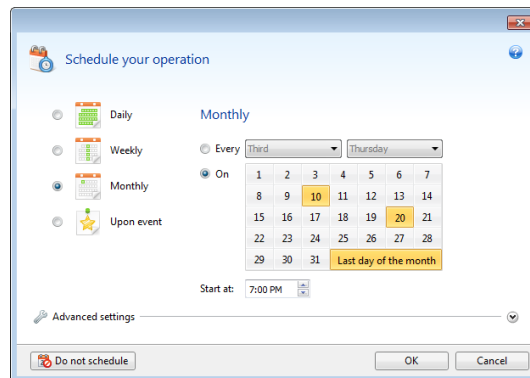 Schedule your operation
Daily
Weekly
Monthly
Upon event
Monthly
Every Third Thursday
On
1 2 3 4 5 6 7
8 9 10 11 12 13 14
15 16 17 18 19 20 21
22 23 24 25 26 27 28
29 30 31 Last day of the month
Start at: 7:00 PM
Advanced settings
Do not schedule OK Cancel